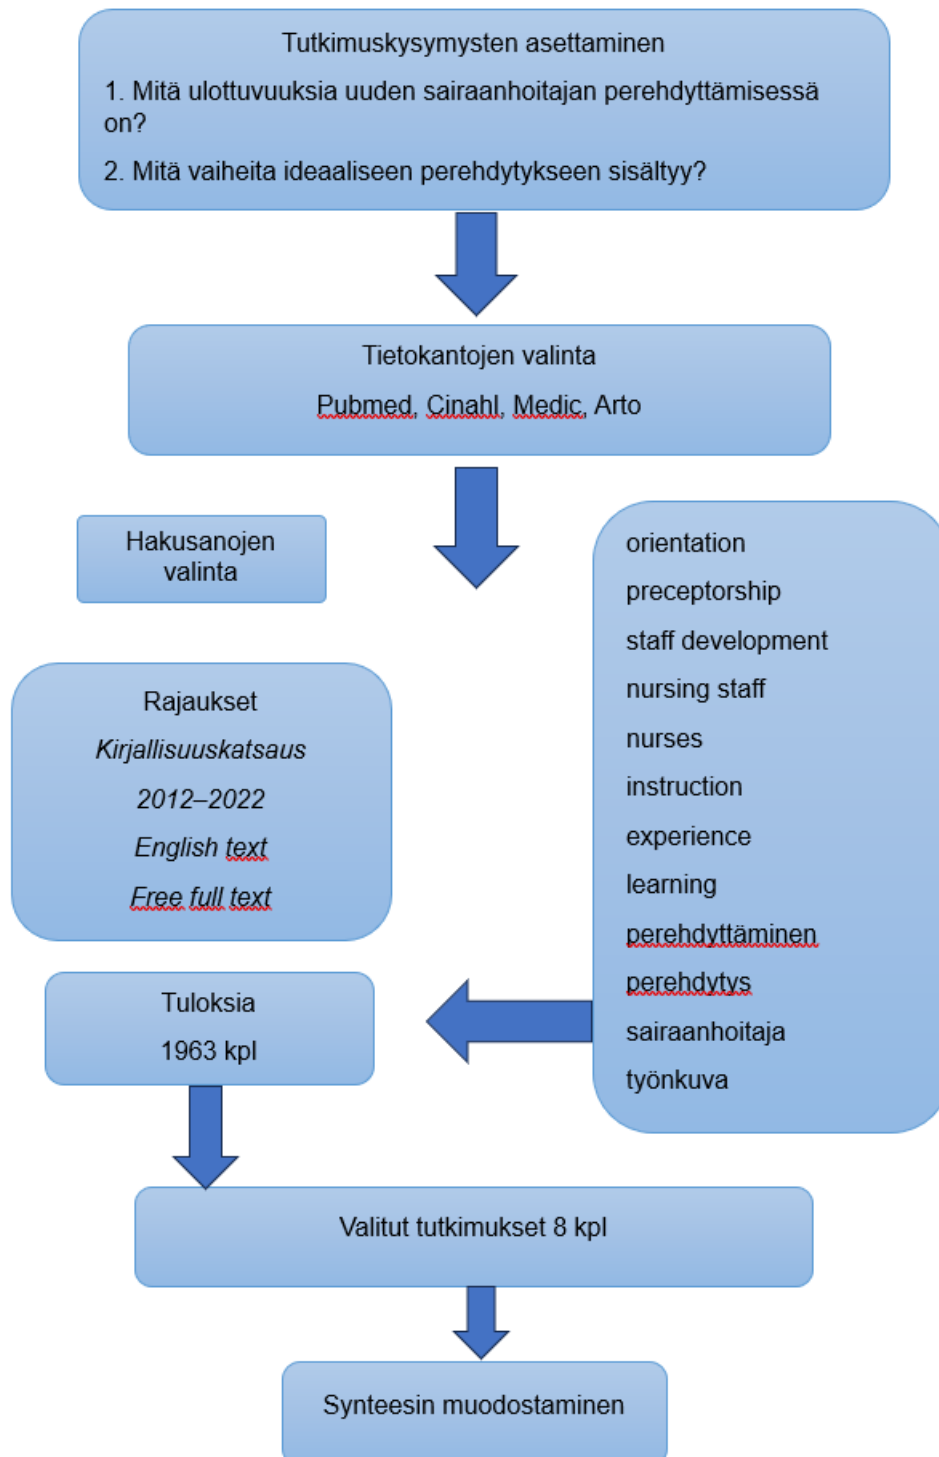 Tutkimuskysymysten asettaminen
1. Mitä ulottuvuuksia uuden sairaanhoitajan perehdyttämisessä
on?
2. Mitä vaiheita ideaaliseen perehdytykseen sisältyy?
Tietokantojen valinta
Pubmed, Cinahl, Medic, Arto
Hakusanojen
valinta
orientation
preceptorship
staff development
nursing staff
nurses
instruction
experience
learning
perehdyttäminen
perehdytys
sairaanhoitaja
työnkuva
Rajaukset
Kirjallisuuskatsaus
2012–2022
English text
Free full text
Tuloksia
1963 kpl
Valitut tutkimukset 8 kpl
Synteesin muodostaminen